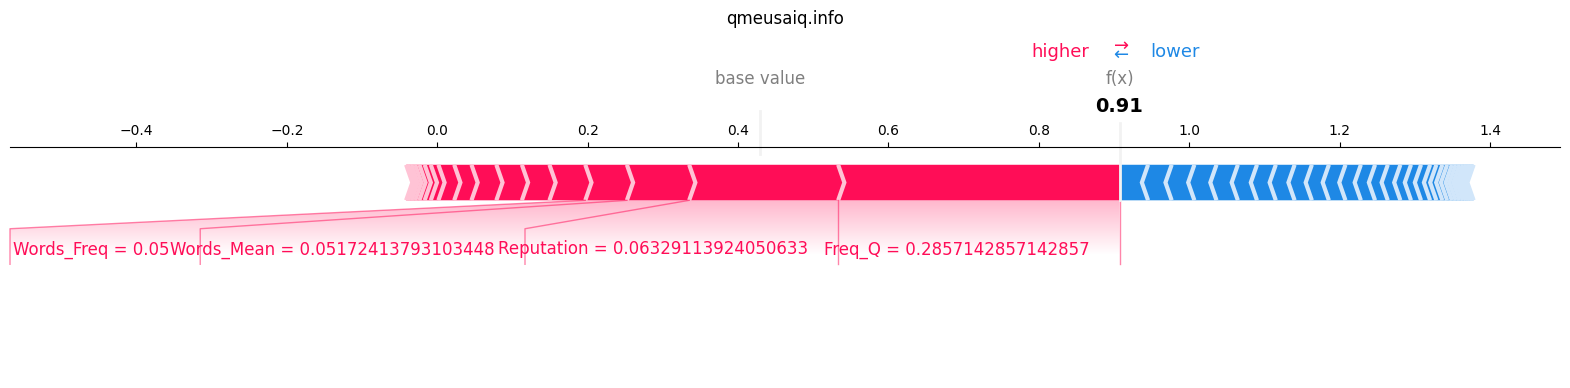 qmeusaiq.info
higher ⇄ lower
base value f(x)
0.91
−0.4 −0.2 0.0 0.2 0.4 0.6 0.8 1.0 1.2 1.4
Words_Freq = 0.05 Words_Mean = 0.05172413793103448 Reputation = 0.06329113924050633 Freq_Q = 0.2857142857142857